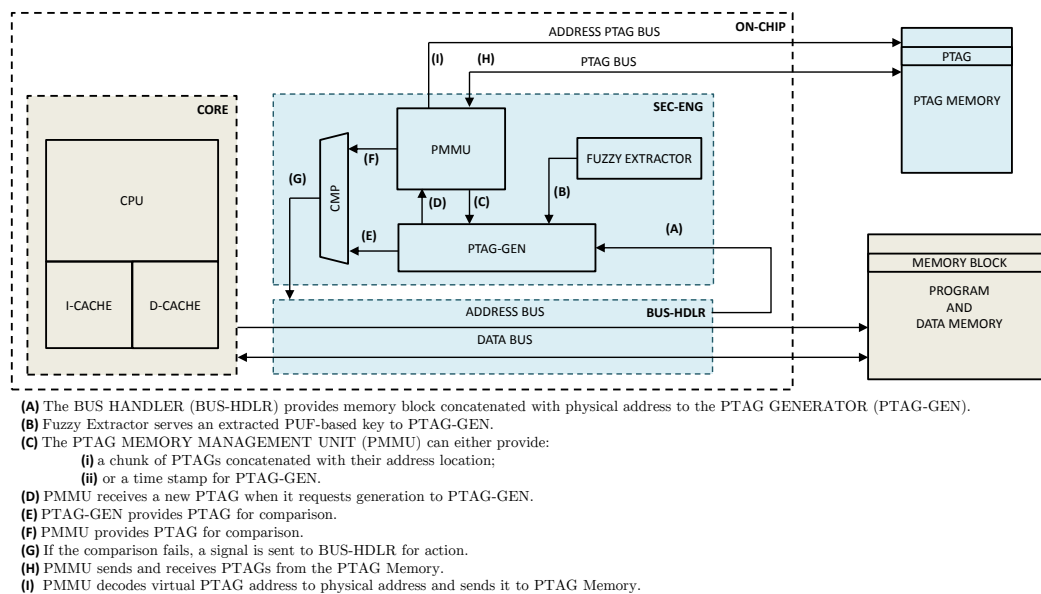 ON-CHIP
ADDRESS PTAG BUS
(I)
(H)
PTAG BUS
PTAG
PTAG MEMORY
CORE
CPU
I-CACHE
D-CACHE
SEC-ENG
PMMU
FUZZY EXTRACTOR
(F)
(G)
CMP
(D)
(C)
(B)
(E)
PTAG-GEN
(A)
MEMORY BLOCK
PROGRAM
AND
DATA MEMORY
ADDRESS BUS
BUS-HDLR
DATA BUS
(A) The BUS HANDLER (BUS-HDLR) provides memory block concatenated with physical address to the PTAG GENERATOR (PTAG-GEN).
(B) Fuzzy Extractor serves an extracted PUF-based key to PTAG-GEN.
(C) The PTAG MEMORY MANAGEMENT UNIT (PMMU) can either provide:
(i) a chunk of PTAGs concatenated with their address location;
(ii) or a time stamp for PTAG-GEN.
(D) PMMU receives a new PTAG when it requests generation to PTAG-GEN.
(E) PTAG-GEN provides PTAG for comparison.
(F) PMMU provides PTAG for comparison.
(G) If the comparison fails, a signal is sent to BUS-HDLR for action.
(H) PMMU sends and receives PTAGs from the PTAG Memory.
(I) PMMU decodes virtual PTAG address to physical address and sends it to PTAG Memory.